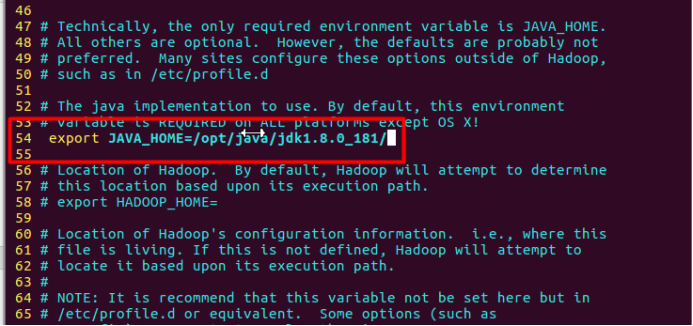 46
47 # Technically, the only required environment variable is JAVA_HOME.
48 # All others are optional.  However, the defaults are probably not
49 # preferred.  Many sites configure these options outside of Hadoop,
50 # such as in /etc/profile.d
51
52 # The java implementation to use. By default, this environment
53 # variable is REQUIRED on ALL platforms except OS X!
54  export JAVA_HOME=/opt/java/jdk1.8.0_181/
55
56 # Location of Hadoop.  By default, Hadoop will attempt to determine
57 # this location based upon its execution path.
58 # export HADOOP_HOME=
59
60 # Location of Hadoop's configuration information.  i.e., where this
61 # file is living. If this is not defined, Hadoop will attempt to
62 # locate it based upon its execution path.
63 #
64 # NOTE: It is recommend that this variable not be set here but in
65 # /etc/profile.d or equivalent.  Some options (such as